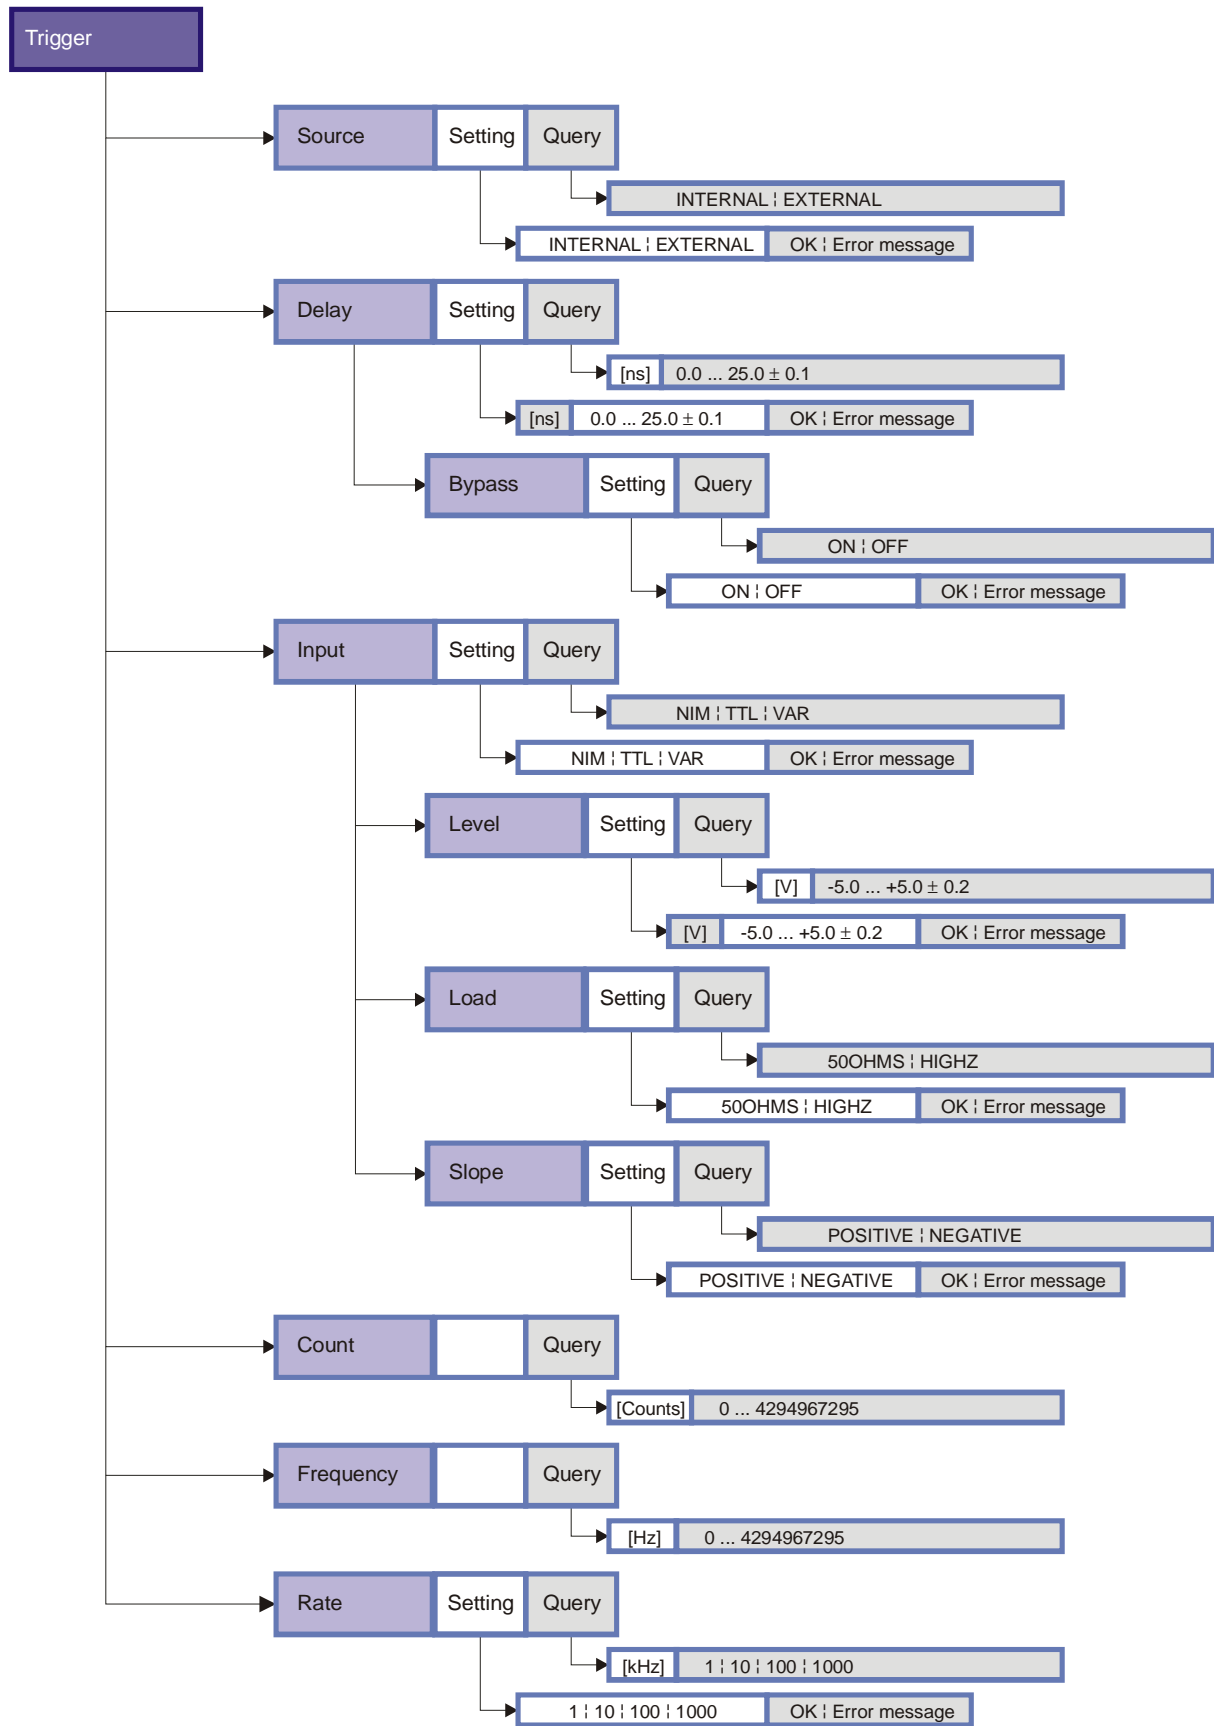 Trigger
Source Setting Query
INTERNAL ¦ EXTERNAL
INTERNAL ¦ EXTERNAL OK ¦ Error message
Delay Setting Query
[ns] 0.0 ... 25.0 ± 0.1
[ns] 0.0 ... 25.0 ± 0.1 OK ¦ Error message
Bypass Setting Query
ON ¦ OFF
ON ¦ OFF OK ¦ Error message
Input Setting Query
NIM ¦ TTL ¦ VAR
NIM ¦ TTL ¦ VAR OK ¦ Error message
Level Setting Query
[V] -5.0 ... +5.0 ± 0.2
[V] -5.0 ... +5.0 ± 0.2 OK ¦ Error message
Load Setting Query
50OHMS ¦ HIGHZ
50OHMS ¦ HIGHZ OK ¦ Error message
Slope Setting Query
POSITIVE ¦ NEGATIVE
POSITIVE ¦ NEGATIVE OK ¦ Error message
Count Query
[Counts] 0 ... 4294967295
Frequency Query
[Hz] 0 ... 4294967295
Rate Setting Query
[kHz] 1 ¦ 10 ¦ 100 ¦ 1000
1 ¦ 10 ¦ 100 ¦ 1000 OK ¦ Error message